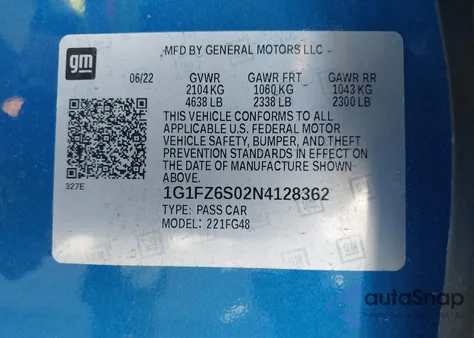 gm
MFD BY GENERAL MOTORS LLC
06/22 GVWR GAWR FRT GAWR RR
2104 KG 1060 KG 1043 KG
4638 LB 2338 LB 2300 LB
THIS VEHICLE CONFORMS TO ALL
APPLICABLE U.S. FEDERAL MOTOR
VEHICLE SAFETY, BUMPER, AND THEFT
PREVENTION STANDARDS IN EFFECT ON
THE DATE OF MANUFACTURE SHOWN
ABOVE.
327E
1G1FZ6S02N4128362
TYPE: PASS CAR
MODEL: 221FG48
autoSnap